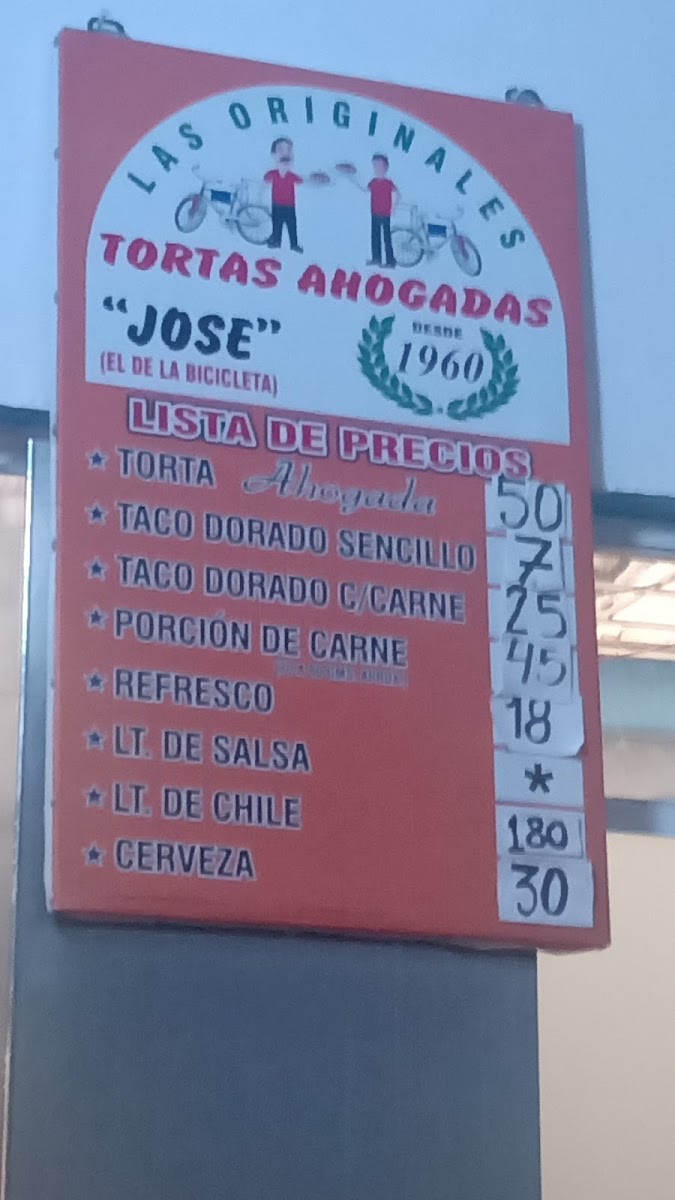 LAS ORIGINALES
TORTAS AHOGADAS
"JOSE"
(EL DE LA BICICLETA)
DESDE
1960
LISTA DE PRECIOS
★ TORTA Ahogada 50
★ TACO DORADO SENCILLO 7
★ TACO DORADO C/CARNE 25
★ PORCIÓN DE CARNE 45
★ REFRESCO 18
★ LT. DE SALSA *
★ LT. DE CHILE 180
★ CERVEZA 30